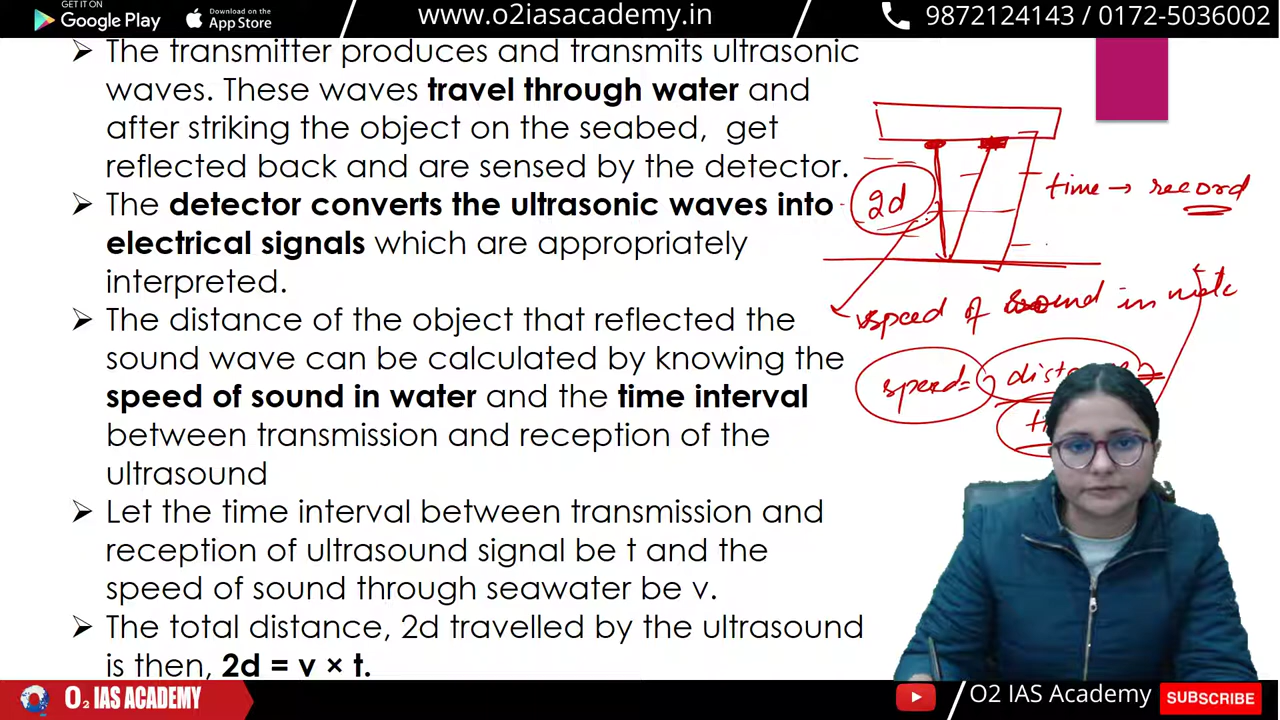 GET IT ON
Google Play
Download on the
App Store
www.o2iasacademy.in
9872124143 / 0172-5036002
➢ The transmitter produces and transmits ultrasonic
waves. These waves travel through water and
after striking the object on the seabed, get
reflected back and are sensed by the detector.
➢ The detector converts the ultrasonic waves into
electrical signals which are appropriately
interpreted.
➢ The distance of the object that reflected the
sound wave can be calculated by knowing the
speed of sound in water and the time interval
between transmission and reception of the
ultrasound
➢ Let the time interval between transmission and
reception of ultrasound signal be t and the
speed of sound through seawater be v.
➢ The total distance, 2d travelled by the ultrasound
is then, 2d = v × t.
2d
time → record
speed of sound in
speed =
O₂ IAS ACADEMY
O2 IAS Academy
SUBSCRIBE